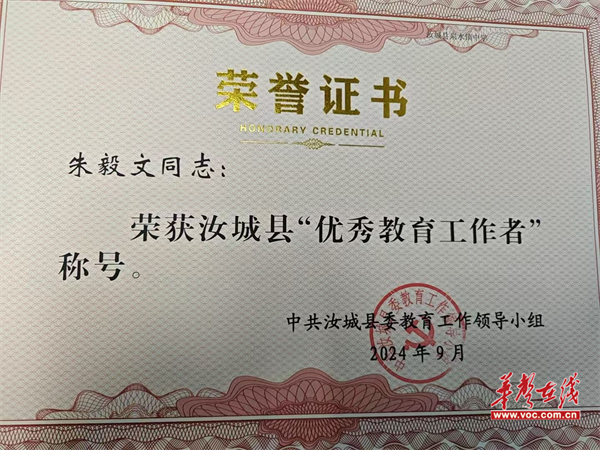 荣誉证书
HONORARY CREDENTIAL
朱毅文同志：
荣获汝城县“优秀教育工作者”
称号。
中共汝城县委教育工作领导小组
2024年9月
华声在线
www.voc.com.cn